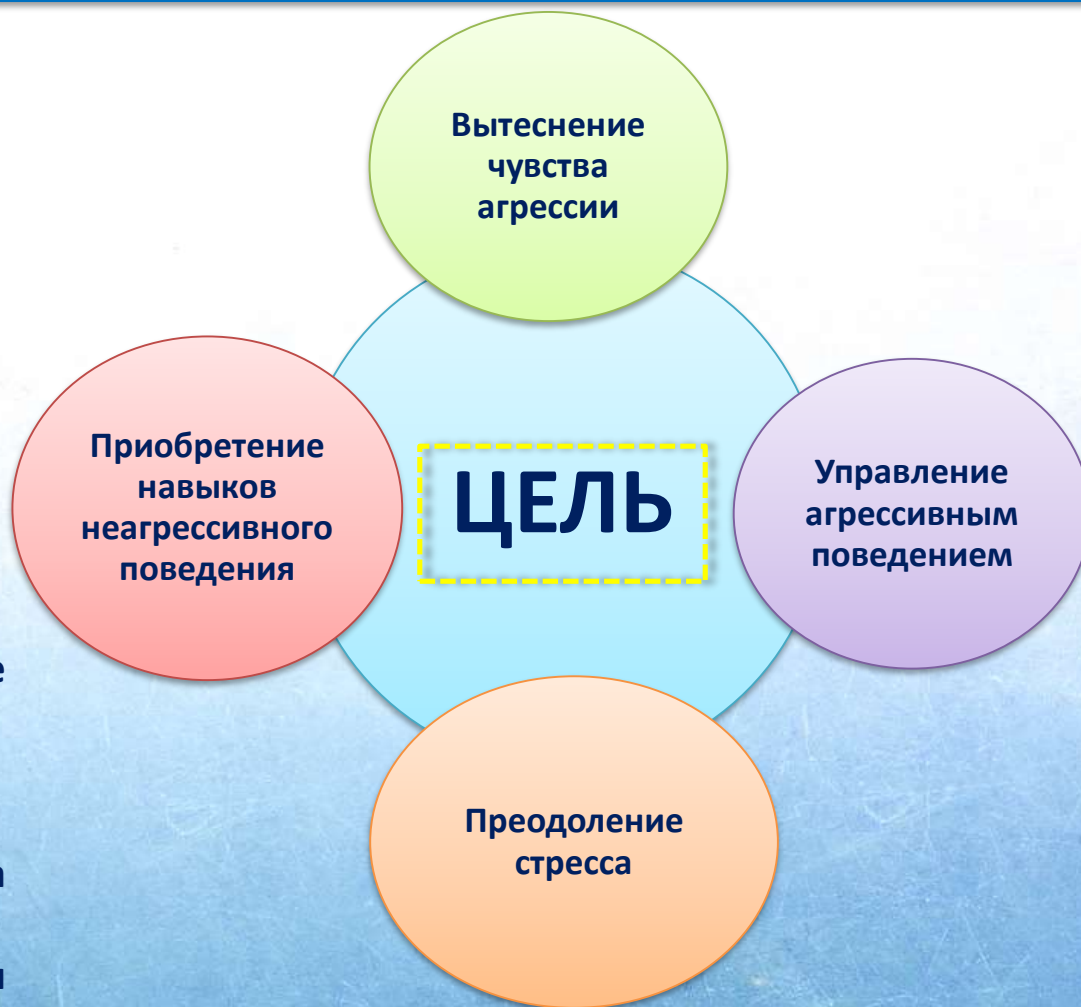 Вытеснение
чувства
агрессии
Приобретение
навыков
неагрессивного
поведения
ЦЕЛЬ
Управление
агрессивным
поведением
Преодоление
стресса